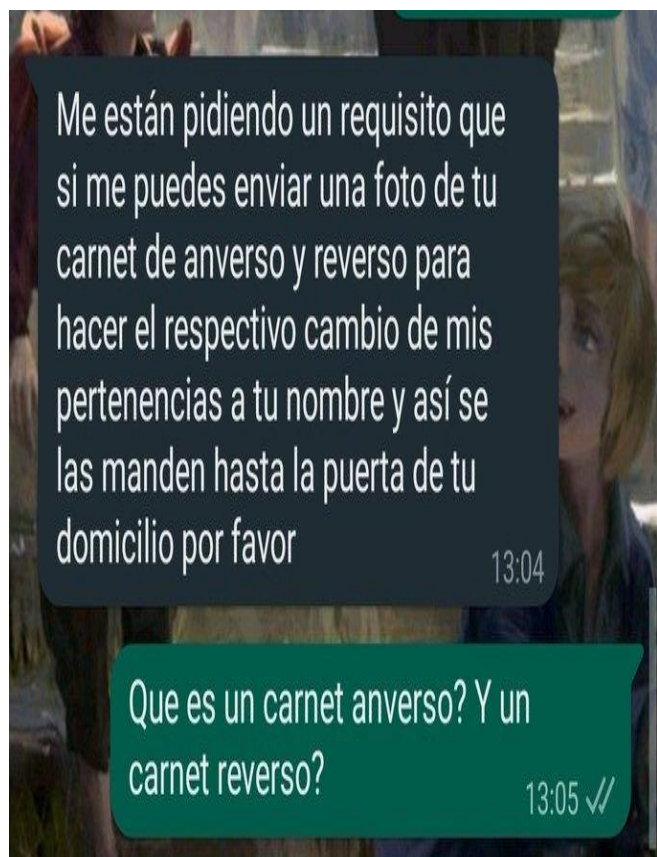 Me están pidiendo un requisito que
si me puedes enviar una foto de tu
carnet de anverso y reverso para
hacer el respectivo cambio de mis
pertenencias a tu nombre y así se
las manden hasta la puerta de tu
domicilio por favor
13:04
Que es un carnet anverso? Y un
carnet reverso?
13:05